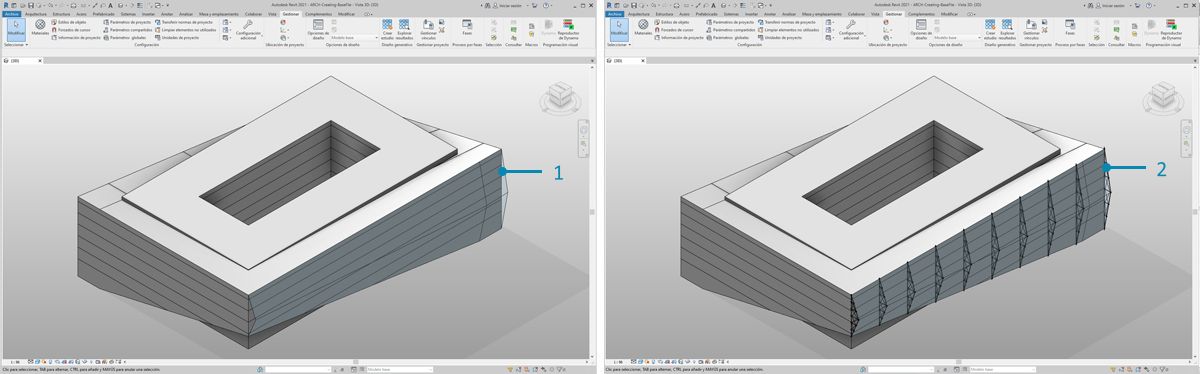 Autodesk Revit 2021 - ARCH-Creating-BaseFile - Vista 3D: {3D}
Iniciar sesión
Archivo Arquitectura Estructura Acero Prefabricado Sistemas Insertar Anotar Analizar Masa y emplazamiento Colaborar Vista Gestionar Complementos Modificar
Modificar
Materiales
Estilos de objeto
Forzados de cursor
Información de proyecto
Parámetros de proyecto
Parámetros compartidos
Parámetros globales
Transferir normas de proyecto
Limpiar elementos no utilizados
Unidades de proyecto
Configuración adicional
Opciones de diseño
Modelo base
Crear estudio
Explorar resultados
Gestionar vínculos
Fases
Dynamo
Reproductor de Dynamo
Seleccionar
Configuración
Ubicación de proyecto
Opciones de diseño
Diseño generativo
Gestionar proyecto
Proceso por fases
Selección
Consultar
Macros
Programación visual
{3D}
1
1 : 96
Clic para seleccionar, TAB para alternar, CTRL para añadir y MAYÚS para anular una selección.
:0
Modelo base
Autodesk Revit 2021 - ARCH-Creating-BaseFile - Vista 3D: {3D}
Iniciar sesión
Archivo Arquitectura Estructura Acero Prefabricado Sistemas Insertar Anotar Analizar Masa y emplazamiento Colaborar Vista Gestionar Complementos Modificar
Modificar
Materiales
Estilos de objeto
Forzados de cursor
Información de proyecto
Parámetros de proyecto
Parámetros compartidos
Parámetros globales
Transferir normas de proyecto
Limpiar elementos no utilizados
Unidades de proyecto
Configuración adicional
Opciones de diseño
Modelo base
Crear estudio
Explorar resultados
Gestionar vínculos
Fases
Dynamo
Reproductor de Dynamo
Seleccionar
Configuración
Ubicación de proyecto
Opciones de diseño
Diseño generativo
Gestionar proyecto
Proceso por fases
Selección
Consultar
Macros
Programación visual
{3D}
2
1 : 96
Clic para seleccionar, TAB para alternar, CTRL para añadir y MAYÚS para anular una selección.
:0
Modelo base